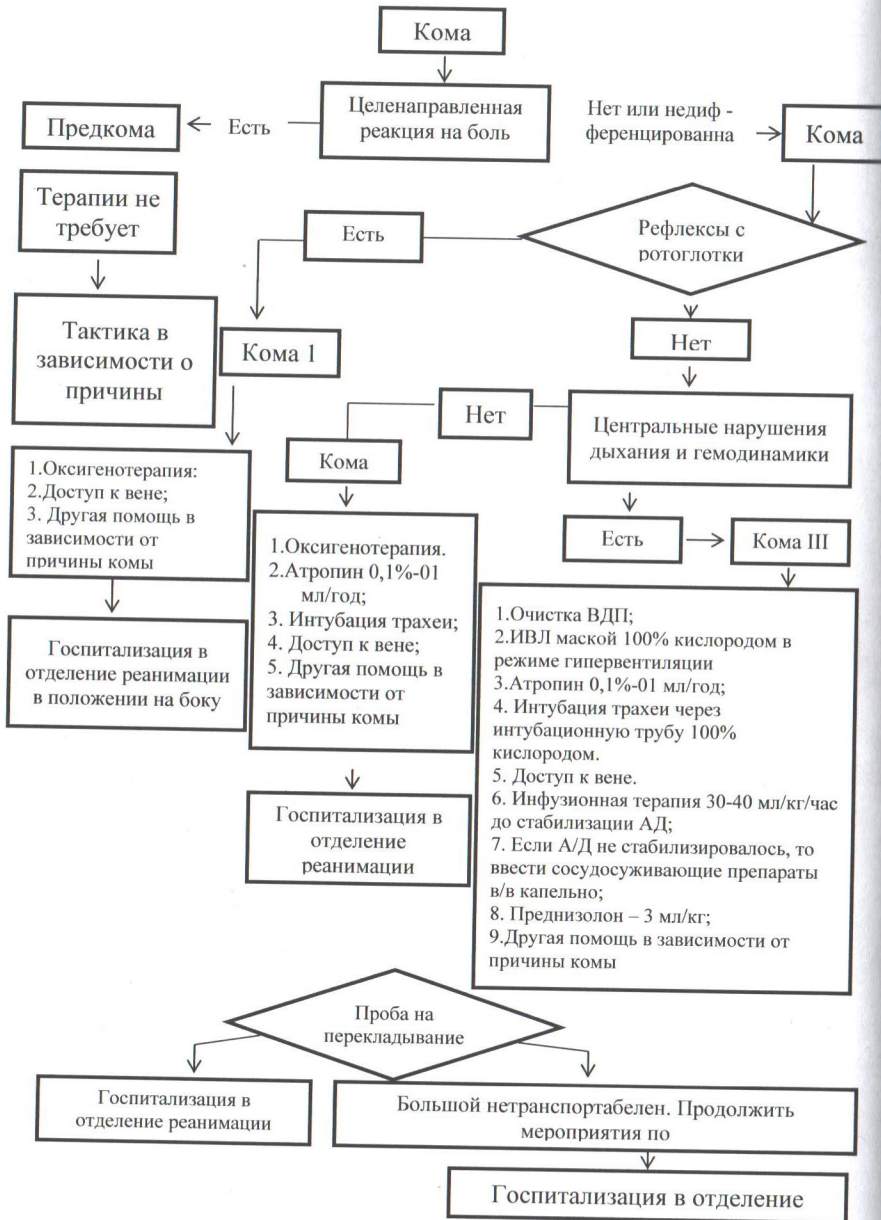 Кома
Целенаправленная
реакция на боль
Есть
Предкома
Нет или недиф -
ференцированна
Кома
Терапии не
требует
Рефлексы с
ротоглотки
Есть
Тактика в
зависимости о
причины
Кома 1
Нет
Нет
Центральные нарушения
дыхания и гемодинамики
Кома
1.Оксигенотерапия:
2.Доступ к вене;
3. Другая помощь в
зависимости от
причины комы
Есть
Кома III
1.Оксигенотерапия.
2.Атропин 0,1%-01
мл/год;
3. Интубация трахеи;
4. Доступ к вене;
5. Другая помощь в
зависимости от
причины комы
Госпитализация в
отделение реанимации
в положении на боку
1.Очистка ВДП;
2.ИВЛ маской 100% кислородом в
режиме гипервентиляции
3.Атропин 0,1%-01 мл/год;
4. Интубация трахеи через
интубационную трубу 100%
кислородом.
5. Доступ к вене.
6. Инфузионная терапия 30-40 мл/кг/час
до стабилизации АД;
7. Если А/Д не стабилизировалось, то
ввести сосудосуживающие препараты
в/в капельно;
8. Преднизолон – 3 мл/кг;
9.Другая помощь в зависимости от
причины комы
Госпитализация в
отделение
реанимации
Проба на
перекладывание
Госпитализация в
отделение реанимации
Большой нетранспортабелен. Продолжить
мероприятия по
Госпитализация в отделение